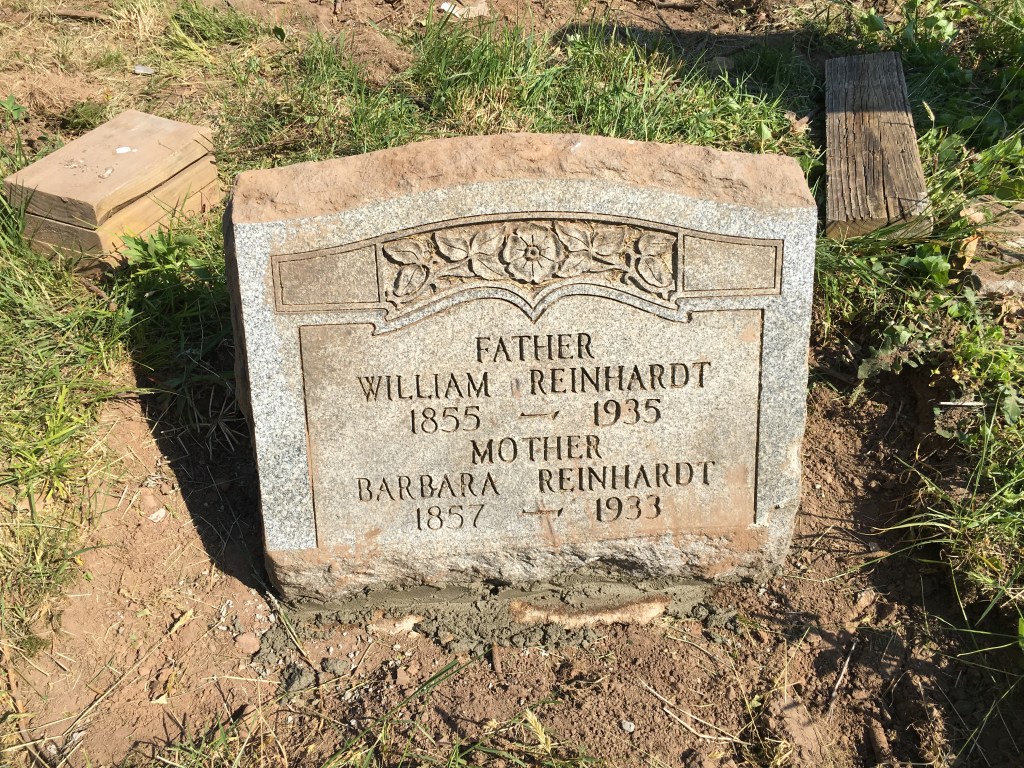 FATHER
WILLIAM REINHARDT
1855 — 1935
MOTHER
BARBARA REINHARDT
1857 — 1933